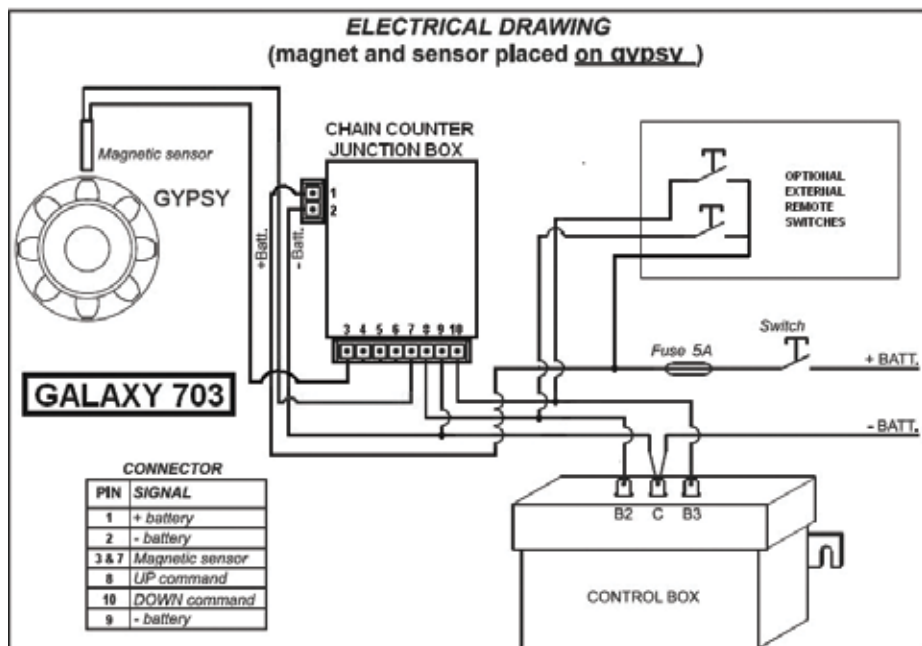 ELECTRICAL DRAWING
(magnet and sensor placed on gypsy )
Magnetic sensor
GYPSY
CHAIN COUNTER
JUNCTION BOX
1
2
+Batt.
- Batt.
3 4 5 6 7 8 9 10
OPTIONAL
EXTERNAL
REMOTE
SWITCHES
Fuse 5A
Switch
+ BATT.
- BATT.
GALAXY 703
CONNECTOR
PIN SIGNAL
1 + battery
2 - battery
3 & 7 Magnetic sensor
8 UP command
10 DOWN command
9 - battery
B2 C B3
CONTROL BOX